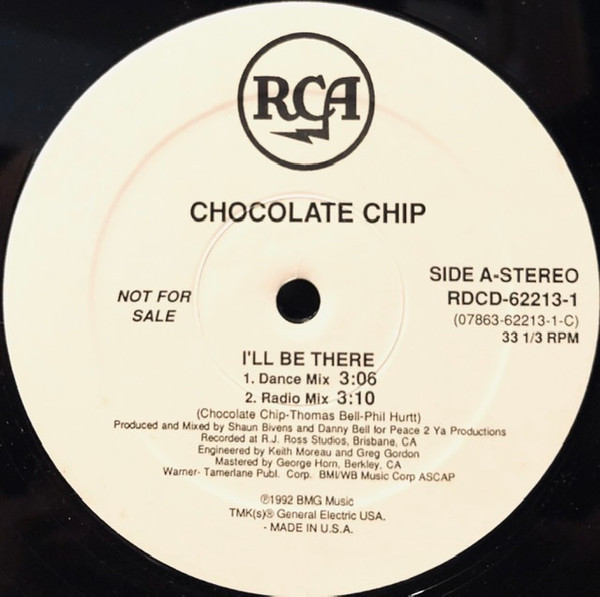 RCA
CHOCOLATE CHIP
NOT FOR
SALE
SIDE A-STEREO
RDCD-62213-1
(07863-62213-1-C)
33 1/3 RPM
I'LL BE THERE
1. Dance Mix 3:06
2. Radio Mix 3:10
(Chocolate Chip-Thomas Bell-Phil Hurtt)
Produced and Mixed by Shaun Bivens and Danny Bell for Peace 2 Ya Productions
Recorded at R.J. Ross Studios, Brisbane, CA
Engineered by Keith Moreau and Greg Gordon
Mastered by George Horn, Berkley, CA
Warner- Tamerlane Publ. Corp. BMI/WB Music Corp ASCAP
℗1992 BMG Music
TMK(s)® General Electric USA.
- MADE IN U.S.A.